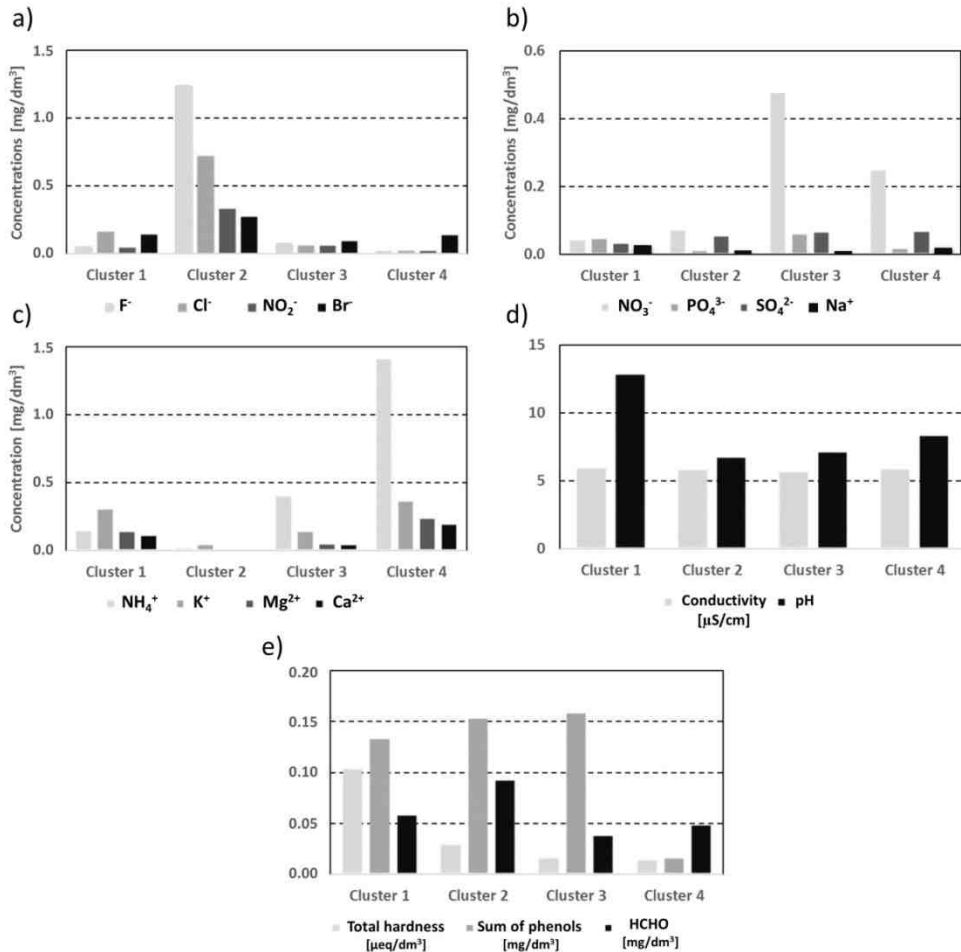 a)
Concentrations [mg/dm³]
1.5
1.0
0.5
0.0
Cluster 1 Cluster 2 Cluster 3 Cluster 4
F⁻ Cl⁻ NO₂⁻ Br⁻
b)
Concentrations [mg/dm³]
0.6
0.4
0.2
0.0
Cluster 1 Cluster 2 Cluster 3 Cluster 4
NO₃⁻ PO₄³⁻ SO₄²⁻ Na⁺
c)
Concentration [mg/dm³]
1.5
1.0
0.5
0.0
Cluster 1 Cluster 2 Cluster 3 Cluster 4
NH₄⁺ K⁺ Mg²⁺ Ca²⁺
d)
15
10
5
0
Cluster 1 Cluster 2 Cluster 3 Cluster 4
Conductivity pH
[µS/cm]
e)
0.20
0.15
0.10
0.05
0.00
Cluster 1 Cluster 2 Cluster 3 Cluster 4
Total hardness Sum of phenols HCHO
[µeq/dm³] [mg/dm³] [mg/dm³]